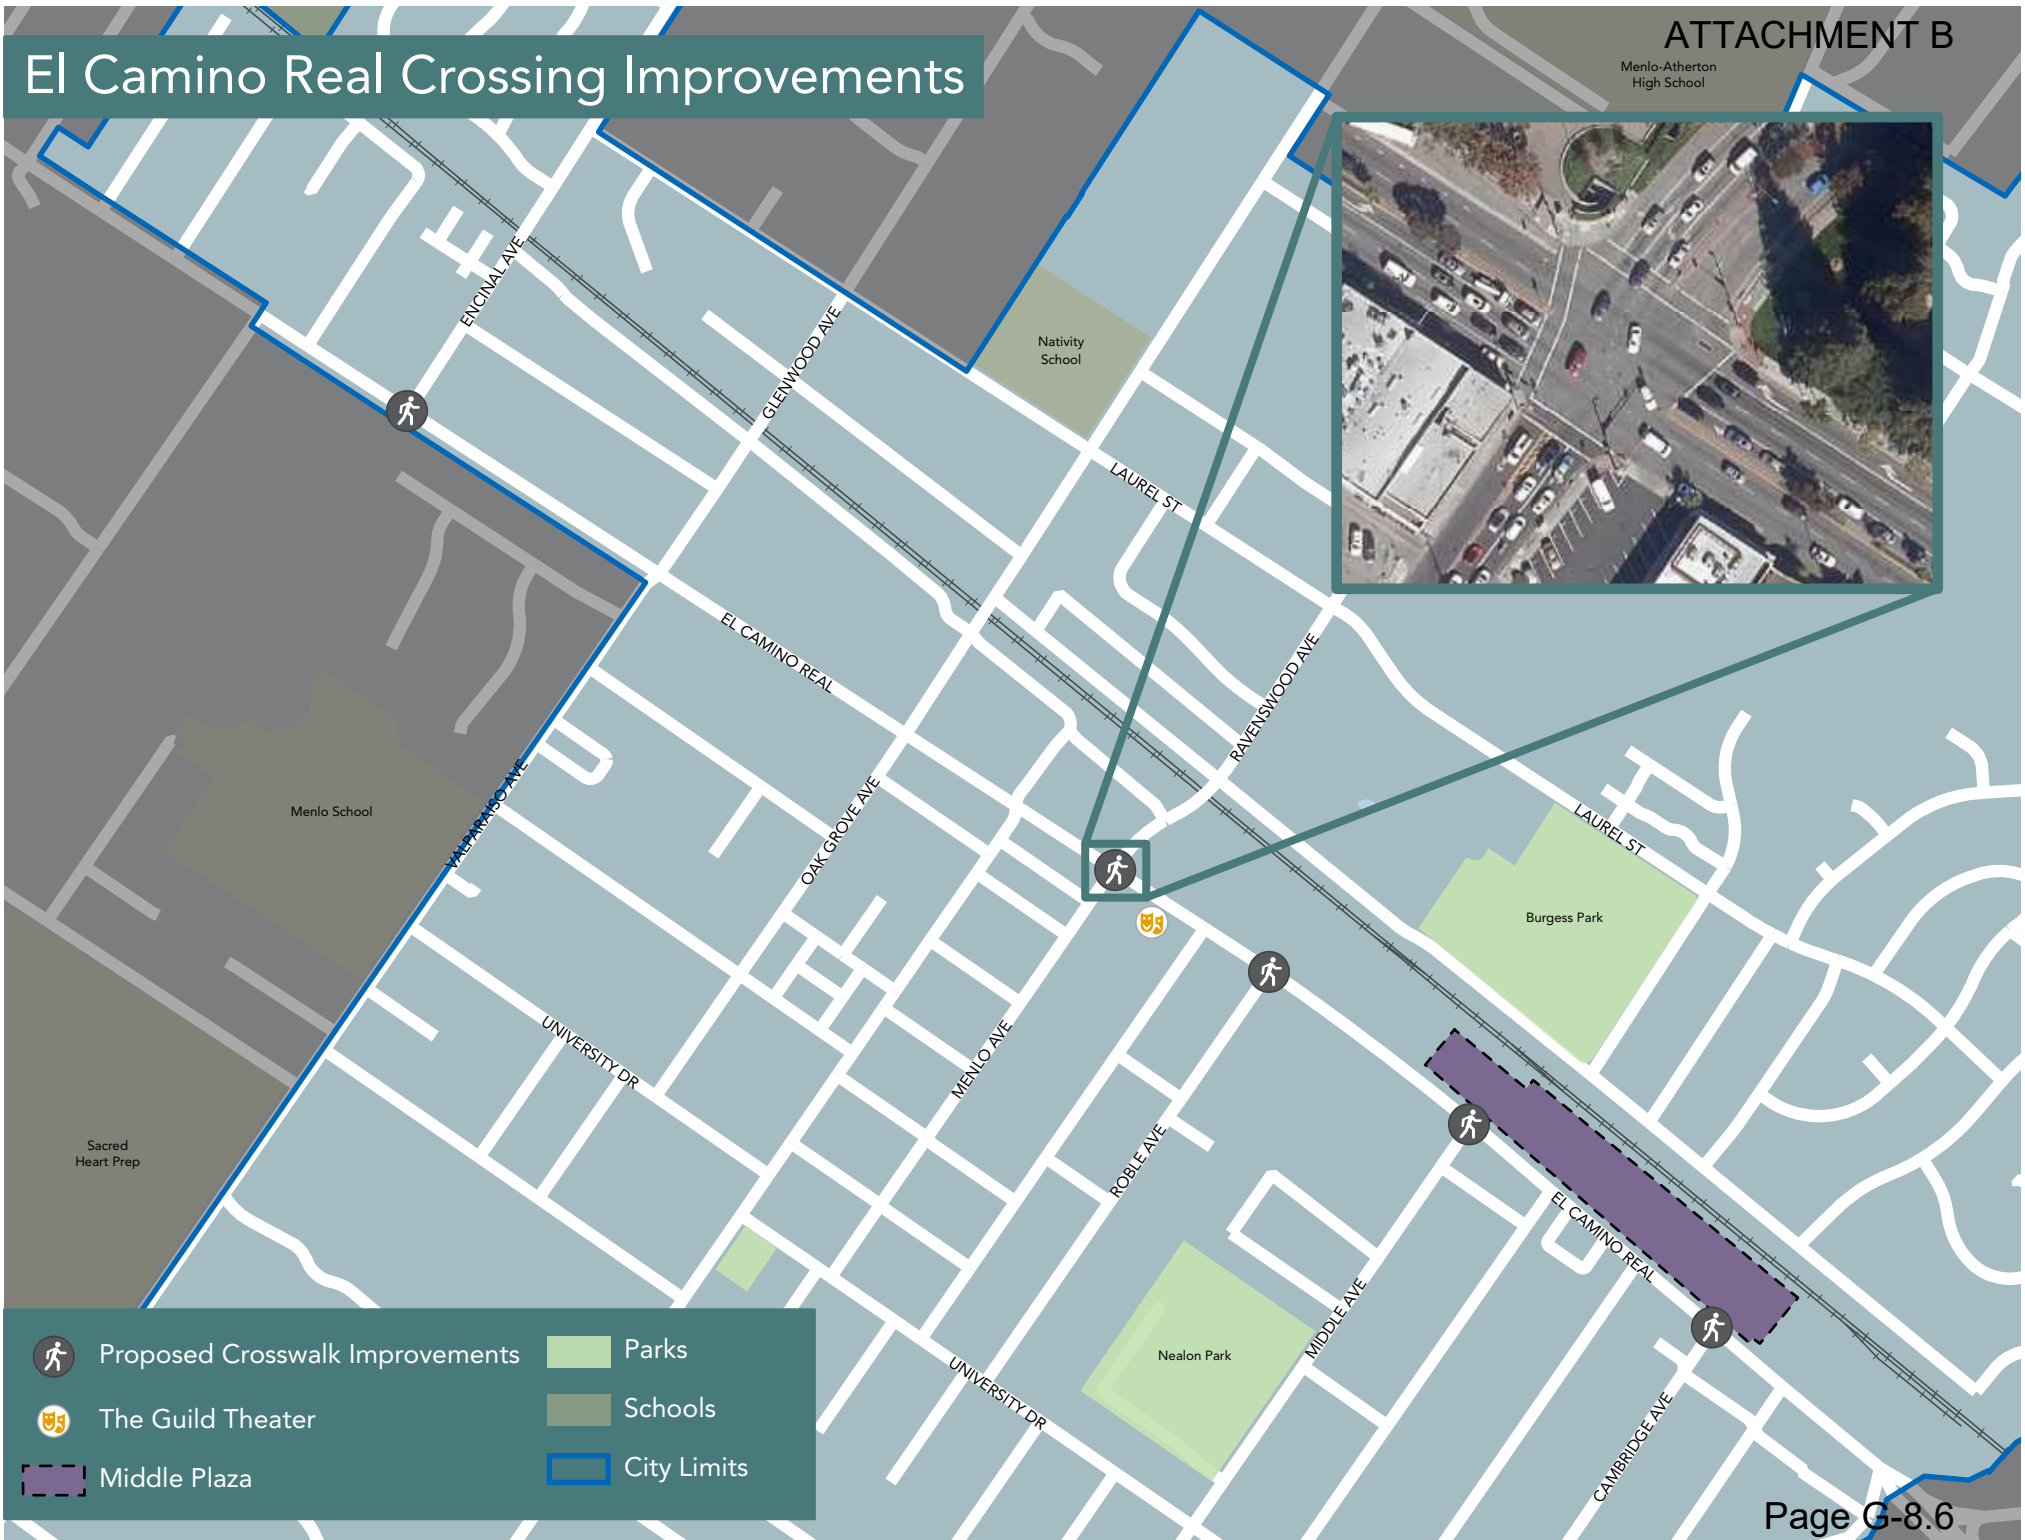 ATTACHMENT B
El Camino Real Crossing Improvements
Menlo-Atherton
High School
ENCINAL AVE
GLENWOOD AVE
Nativity
School
LAUREL ST
EL CAMINO REAL
RAVENSWOOD AVE
VALPARAISO AVE
Menlo School
OAK GROVE AVE
LAUREL ST
Burgess Park
UNIVERSITY DR
MENLO AVE
Sacred
Heart Prep
ROBLE AVE
EL CAMINO REAL
MIDDLE AVE
Nealon Park
UNIVERSITY DR
CAMBRIDGE AVE
Proposed Crosswalk Improvements
The Guild Theater
Middle Plaza
Parks
Schools
City Limits
Page G-8.6